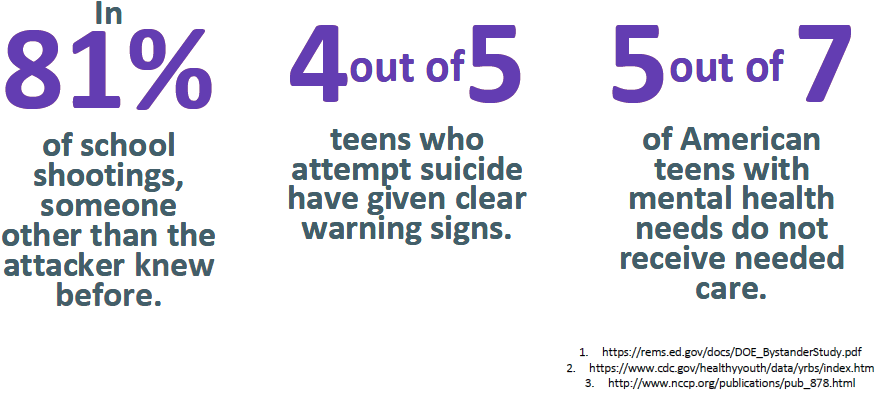 In
81%
of school
shootings,
someone
other than the
attacker knew
before.
4 out of 5
teens who
attempt suicide
have given clear
warning signs.
5 out of 7
of American
teens with
mental health
needs do not
receive needed
care.
1. https://rems.ed.gov/docs/DOE_BystanderStudy.pdf
2. https://www.cdc.gov/healthyyouth/data/yrbs/index.htm
3. http://www.nccp.org/publications/pub_878.html